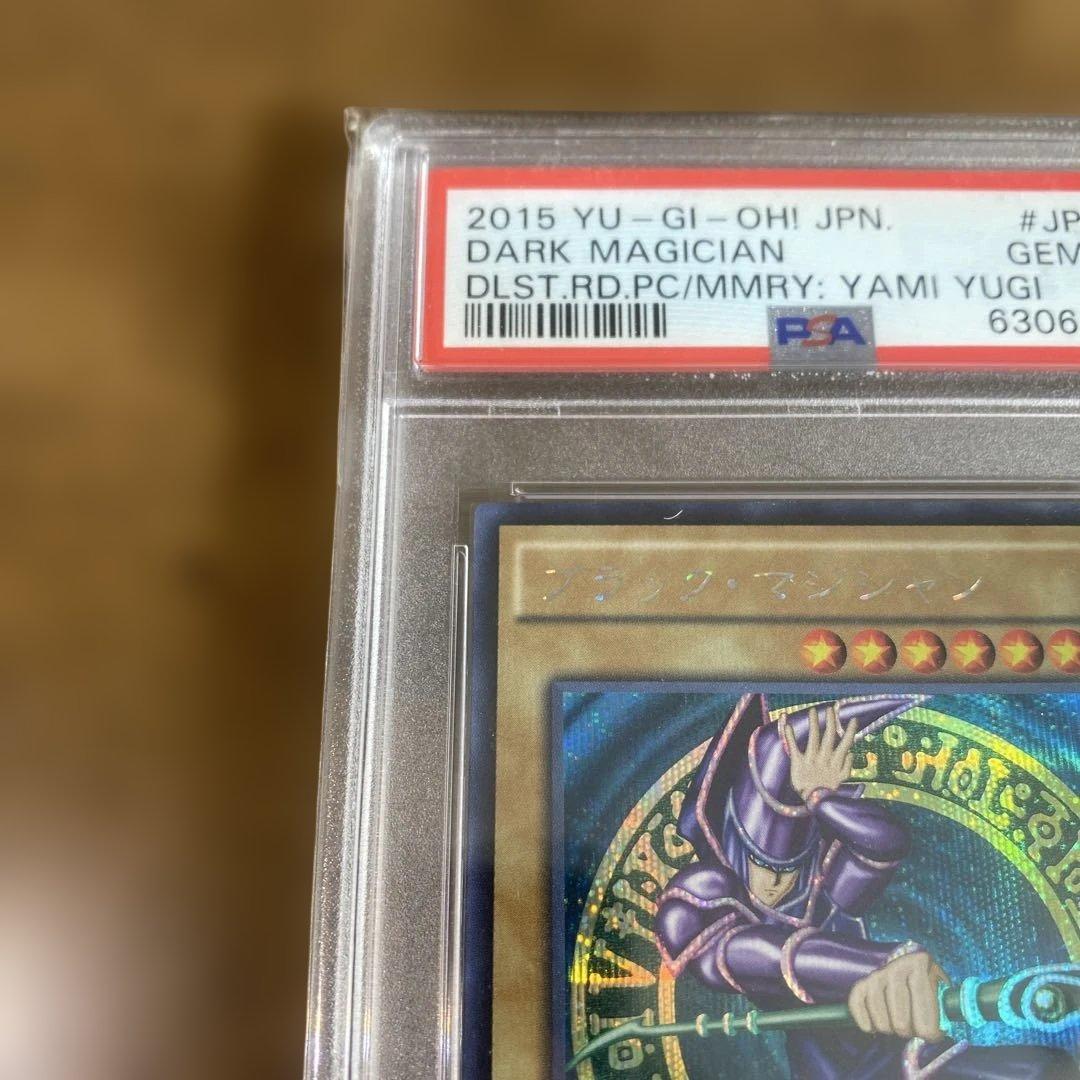 2015 YU-GI-OH! JPN. #JP
DARK MAGICIAN GEM
DLST.RD.PC/MMRY: YAMI YUGI
PSA 6306
ブラック・マジシャン